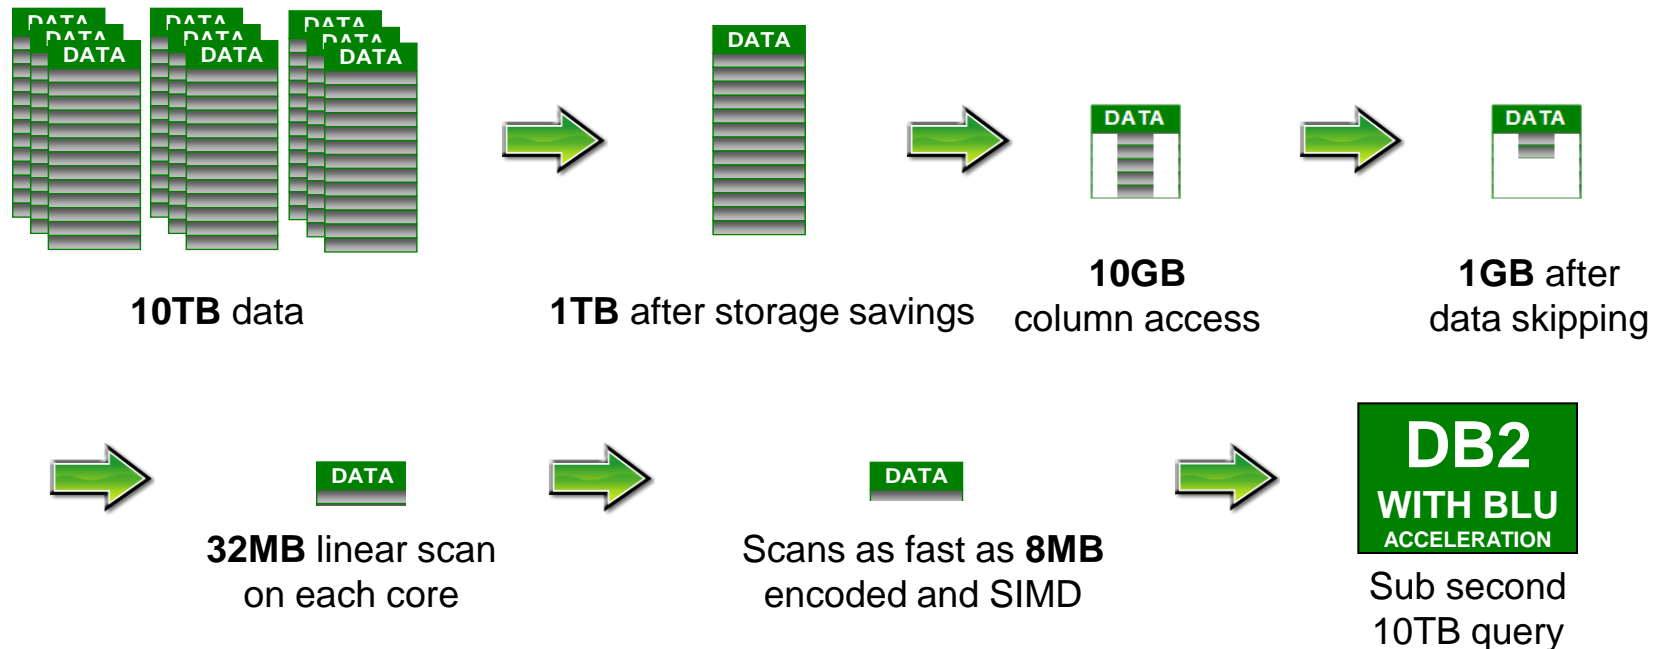 DATA
DATA
DATA
DATA
DATA
DATA
DATA
DATA
DATA
10TB data
DATA
1TB after storage savings
DATA
10GB
column access
DATA
1GB after
data skipping
DATA
32MB linear scan
on each core
DATA
Scans as fast as 8MB
encoded and SIMD
DB2
WITH BLU
ACCELERATION
Sub second
10TB query